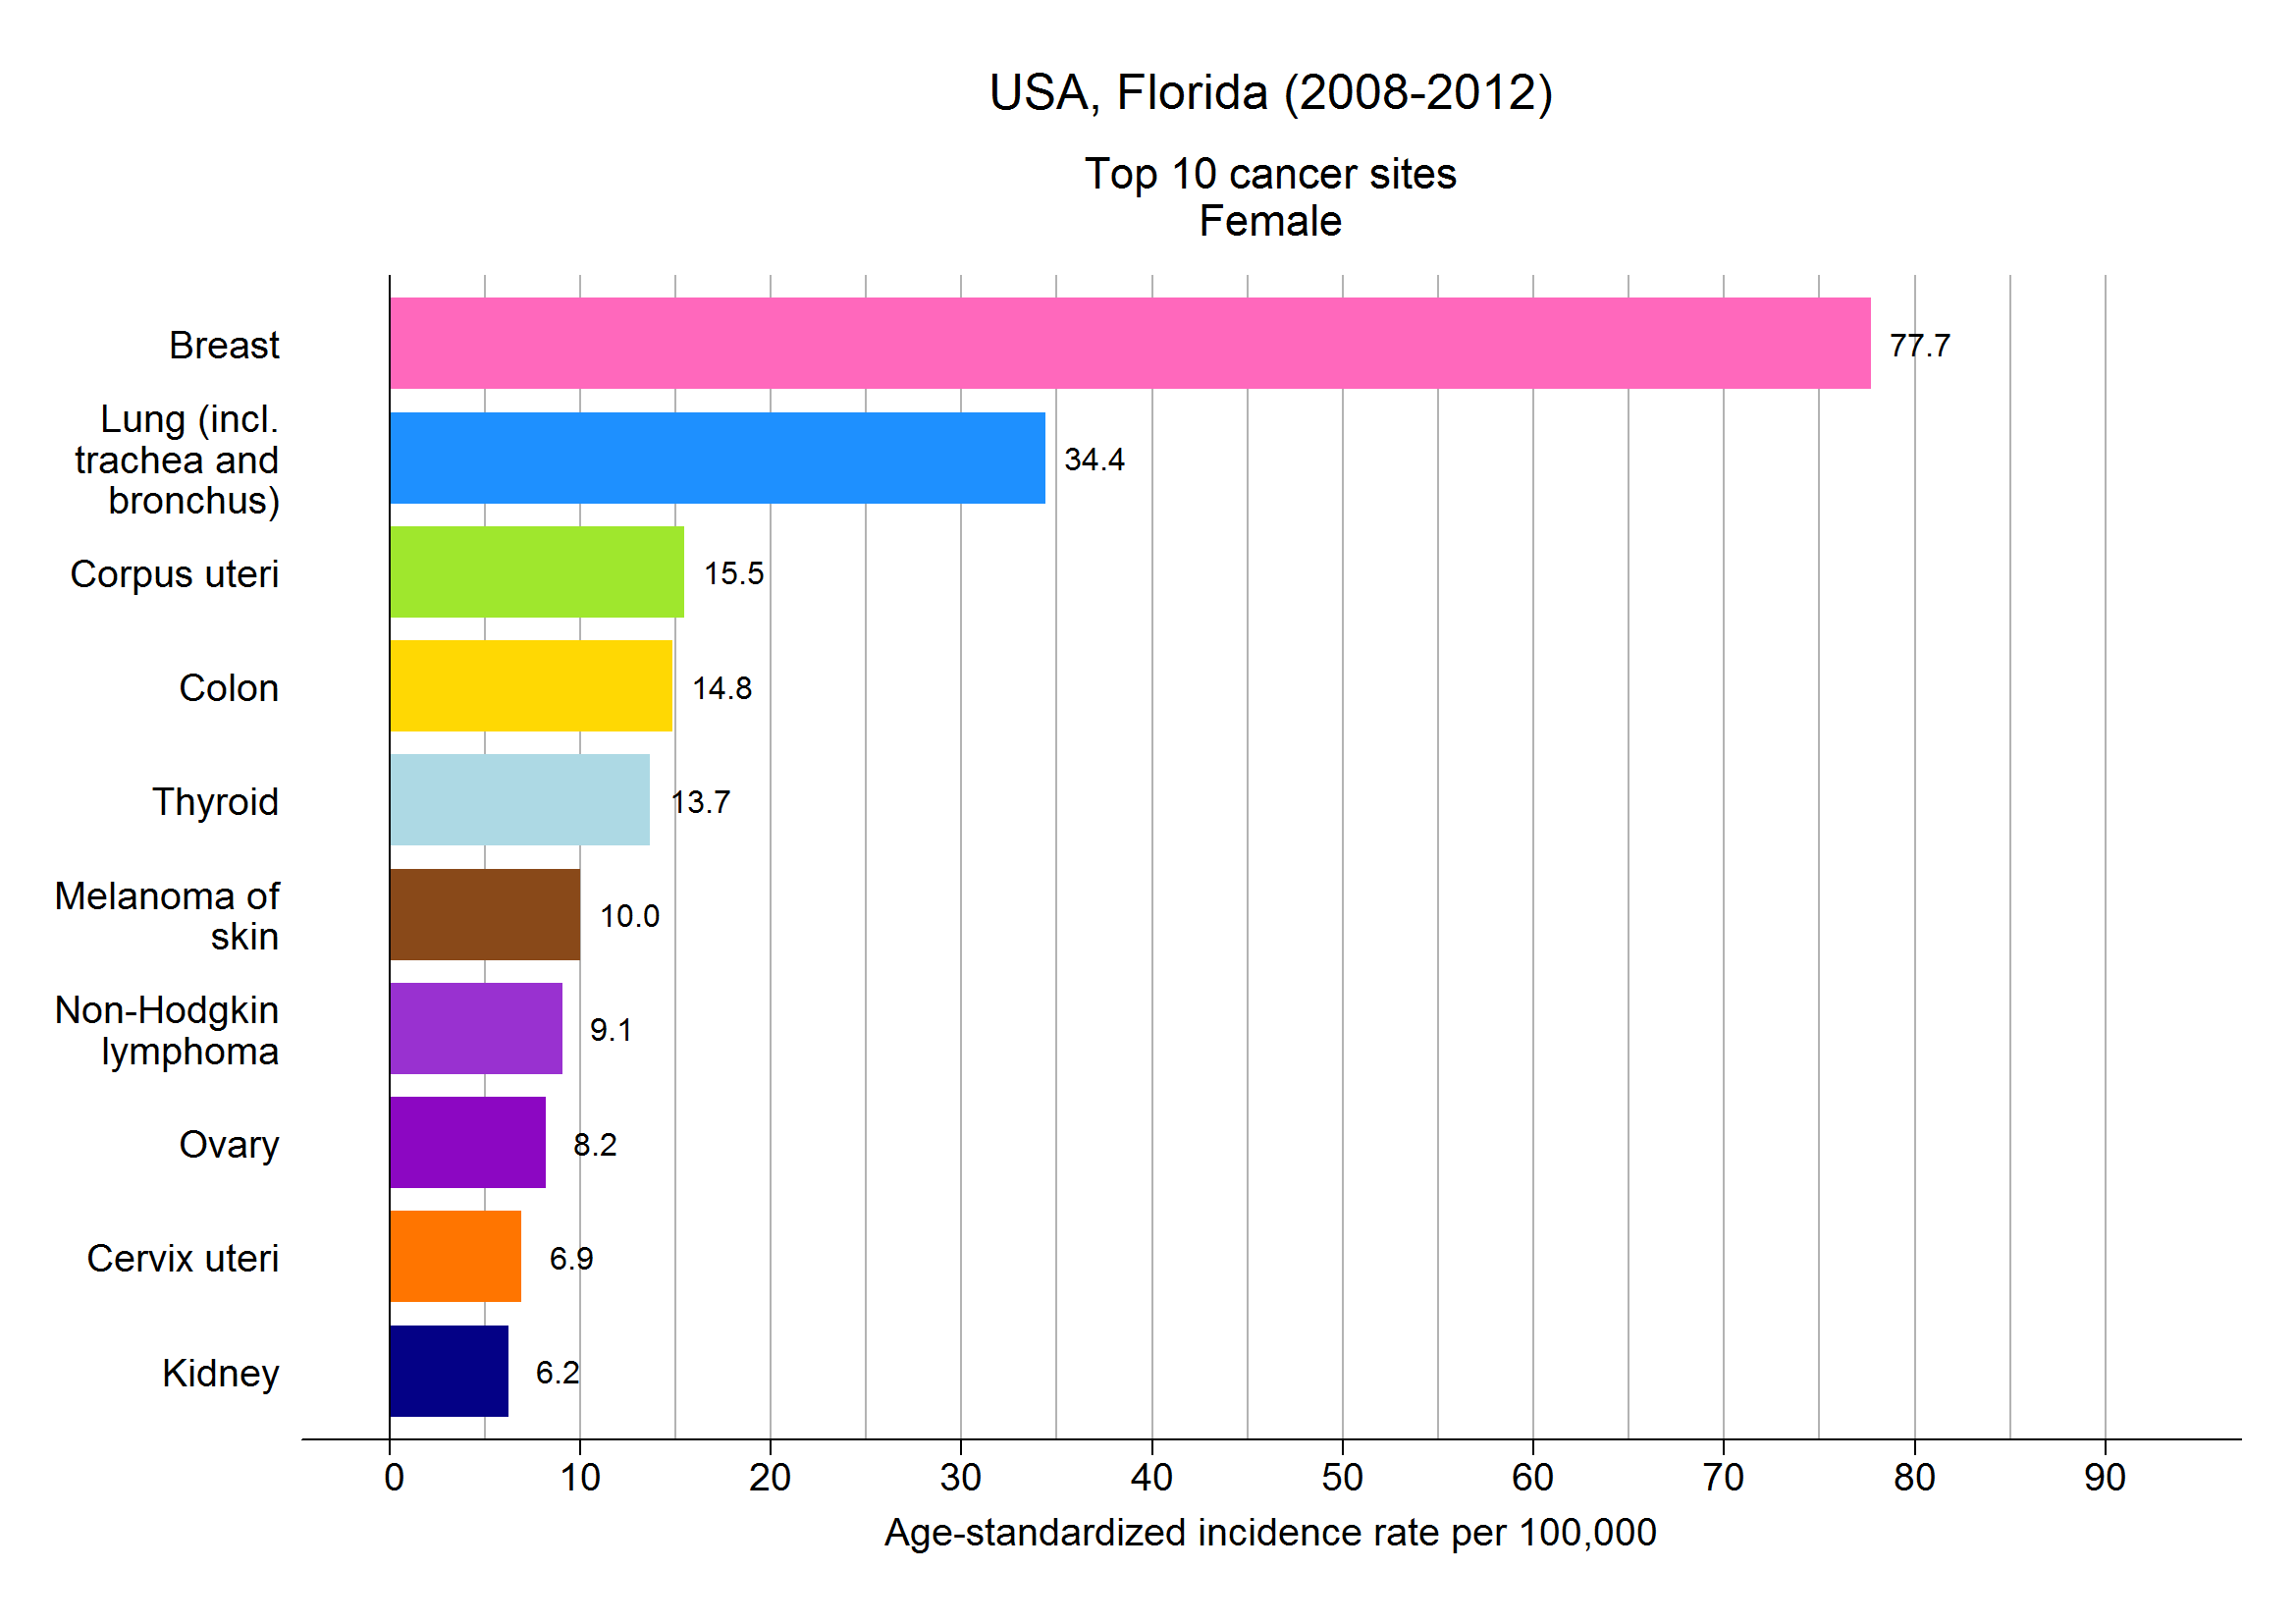 USA, Florida (2008-2012)
Top 10 cancer sites
Female
Breast
77.7
Lung (incl.
trachea and
bronchus)
34.4
Corpus uteri
15.5
Colon
14.8
Thyroid
13.7
Melanoma of
skin
10.0
Non-Hodgkin
lymphoma
9.1
Ovary
8.2
Cervix uteri
6.9
Kidney
6.2
0 10 20 30 40 50 60 70 80 90
Age-standardized incidence rate per 100,000